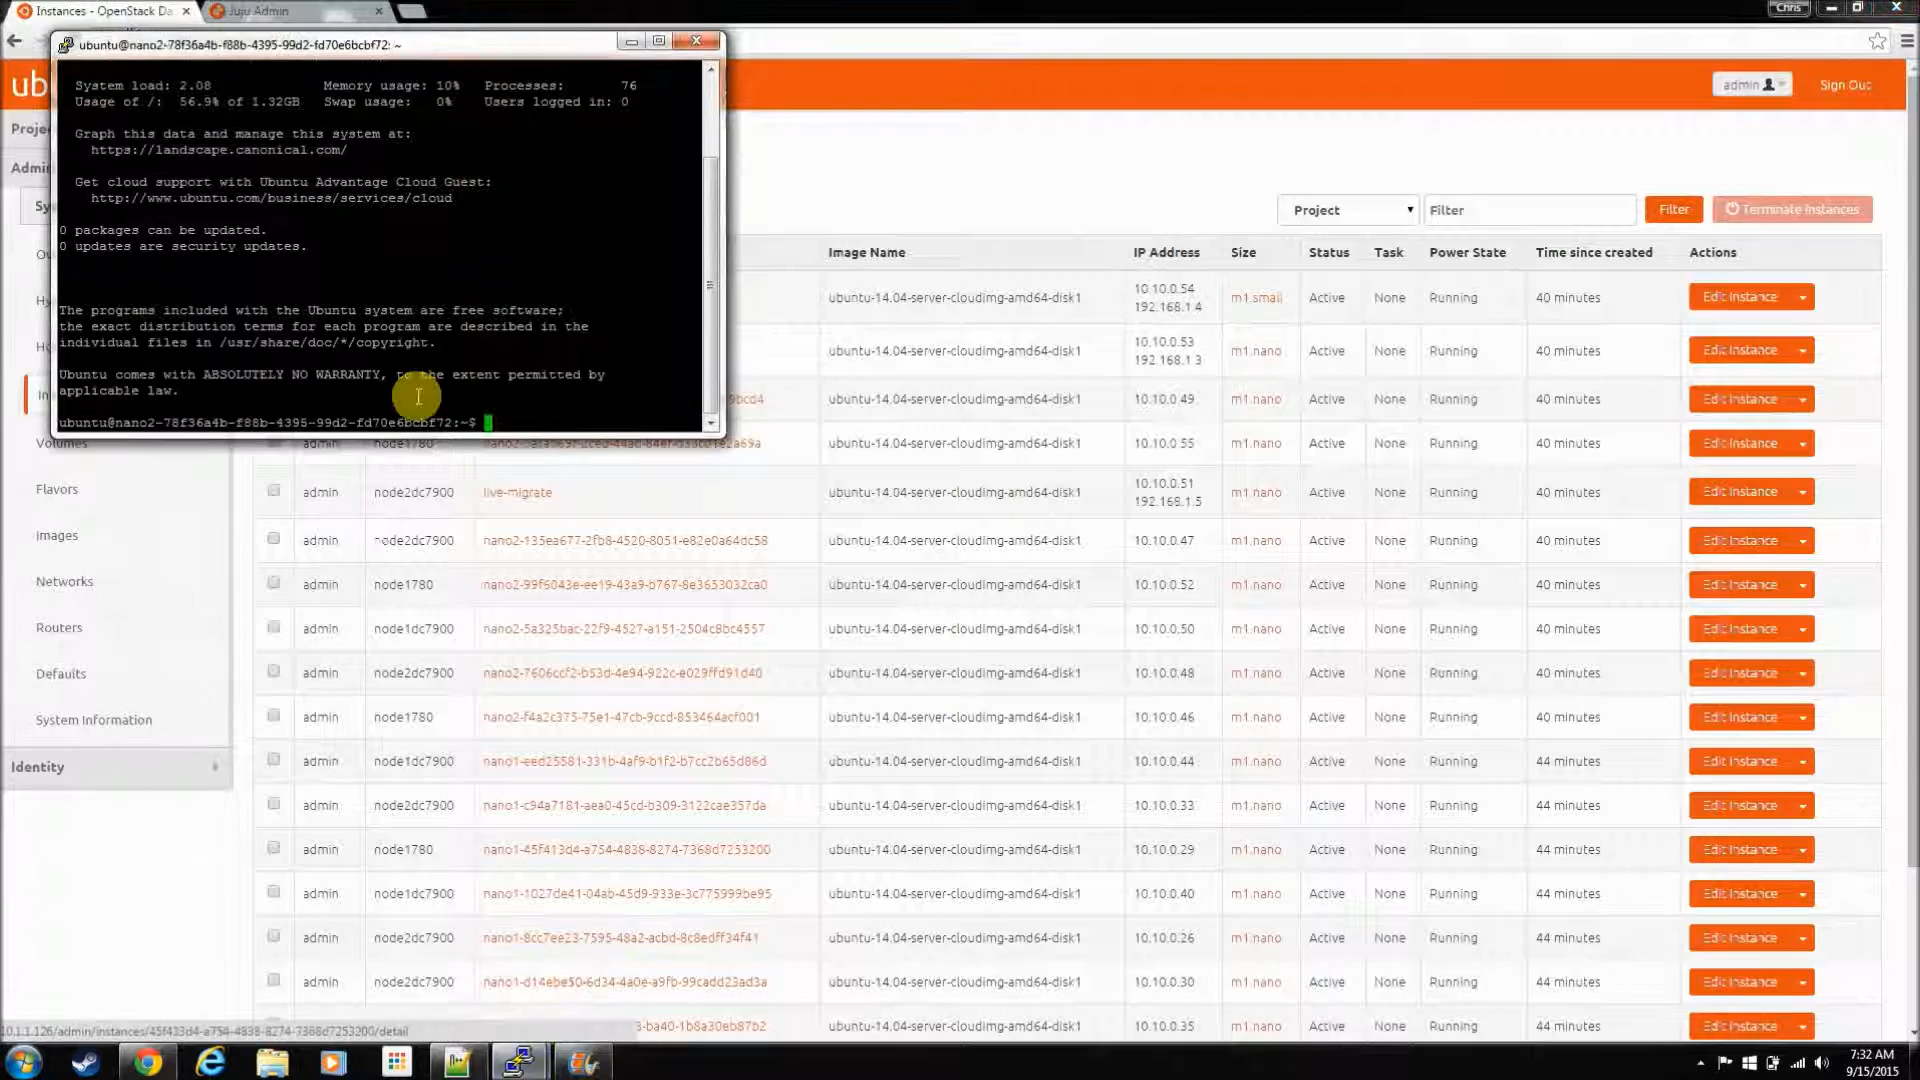 Instances - OpenStack Da
Juju Admin
Chris
ubuntu@nano2-78f36a4b-f88b-4395-99d2-fd70e6bcbf72: ~
System load: 2.08 Memory usage: 10% Processes: 76
Usage of /: 56.9% of 1.32GB Swap usage: 0% Users logged in: 0
Graph this data and manage this system at:
https://landscape.canonical.com/
Get cloud support with Ubuntu Advantage Cloud Guest:
http://www.ubuntu.com/business/services/cloud
0 packages can be updated.
0 updates are security updates.
The programs included with the Ubuntu system are free software;
the exact distribution terms for each program are described in the
individual files in /usr/share/doc/*/copyright.
Ubuntu comes with ABSOLUTELY NO WARRANTY, to the extent permitted by
applicable law.
ubuntu@nano2-78f36a4b-f88b-4395-99d2-fd70e6bcbf72:~$
ub
admin
Sign Out
Proje
Admi
Sy
Volumes
Flavors
Images
Networks
Routers
Defaults
System Information
Identity
Project Filter Filter Terminate Instances
Image Name IP Address Size Status Task Power State Time since created Actions
ubuntu-14.04-server-cloudimg-amd64-disk1 10.10.0.54 m1.small Active None Running 40 minutes Edit Instance
192.168.1.4
ubuntu-14.04-server-cloudimg-amd64-disk1 10.10.0.53 m1.nano Active None Running 40 minutes Edit Instance
192.168.1.3
9bcd4 ubuntu-14.04-server-cloudimg-amd64-disk1 10.10.0.49 m1.nano Active None Running 40 minutes Edit Instance
admin node1780 ubuntu-14.04-server-cloudimg-amd64-disk1 10.10.0.55 m1.nano Active None Running 40 minutes Edit Instance
admin node2dc7900 live-migrate ubuntu-14.04-server-cloudimg-amd64-disk1 10.10.0.51 m1.nano Active None Running 40 minutes Edit Instance
192.168.1.5
admin node2dc7900 nano2-135ea677-2fb8-4520-8051-e82e0a64dc58 ubuntu-14.04-server-cloudimg-amd64-disk1 10.10.0.47 m1.nano Active None Running 40 minutes Edit Instance
admin node1780 nano2-99f6043e-ee19-43a9-b767-8e3653032ca0 ubuntu-14.04-server-cloudimg-amd64-disk1 10.10.0.52 m1.nano Active None Running 40 minutes Edit Instance
admin node1dc7900 nano2-5a325bac-22f9-4527-a151-2504c8bc4557 ubuntu-14.04-server-cloudimg-amd64-disk1 10.10.0.50 m1.nano Active None Running 40 minutes Edit Instance
admin node2dc7900 nano2-7606ccf2-b53d-4e94-922c-e029ffd91d40 ubuntu-14.04-server-cloudimg-amd64-disk1 10.10.0.48 m1.nano Active None Running 40 minutes Edit Instance
admin node1780 nano2-f4a2c375-75e1-47cb-9ccd-853464acf001 ubuntu-14.04-server-cloudimg-amd64-disk1 10.10.0.46 m1.nano Active None Running 40 minutes Edit Instance
admin node1dc7900 nano1-eed25581-331b-4af9-b1f2-b7cc2b65d86d ubuntu-14.04-server-cloudimg-amd64-disk1 10.10.0.44 m1.nano Active None Running 44 minutes Edit Instance
admin node2dc7900 nano1-c94a7181-aea0-45cd-b309-3122cae357da ubuntu-14.04-server-cloudimg-amd64-disk1 10.10.0.33 m1.nano Active None Running 44 minutes Edit Instance
admin node1780 nano1-45f413d4-a754-4838-8274-7368d7253200 ubuntu-14.04-server-cloudimg-amd64-disk1 10.10.0.29 m1.nano Active None Running 44 minutes Edit Instance
admin node1dc7900 nano1-1027de41-04ab-45d9-933e-3c775999be95 ubuntu-14.04-server-cloudimg-amd64-disk1 10.10.0.40 m1.nano Active None Running 44 minutes Edit Instance
admin node2dc7900 nano1-8cc7ee23-7595-48a2-acbd-8c8edff34f41 ubuntu-14.04-server-cloudimg-amd64-disk1 10.10.0.26 m1.nano Active None Running 44 minutes Edit Instance
admin node2dc7900 nano1-d14ebe50-6d34-4a0e-a9fb-99cadd23ad3a ubuntu-14.04-server-cloudimg-amd64-disk1 10.10.0.30 m1.nano Active None Running 44 minutes Edit Instance
3-ba40-1b8a30eb87b2 ubuntu-14.04-server-cloudimg-amd64-disk1 10.10.0.35 m1.nano Active None Running 44 minutes Edit Instance
10.1.1.126/admin/instances/45f413d4-a754-4838-8274-7368d7253200/detail
7:32 AM
9/15/2015